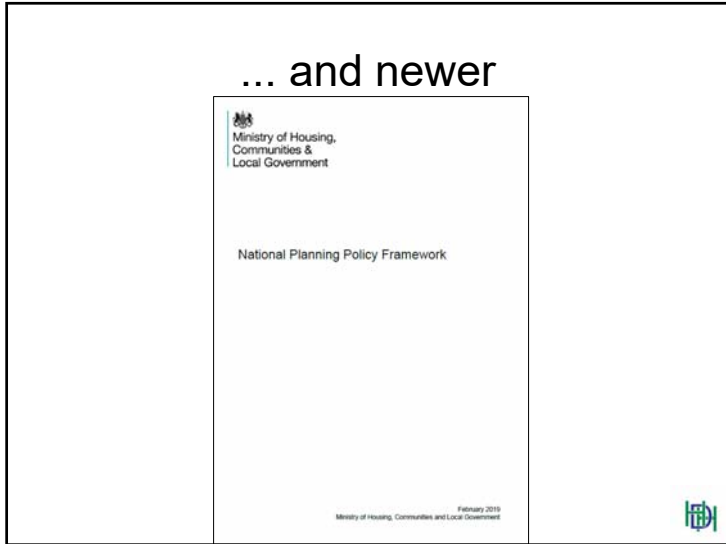 ... and newer
Ministry of Housing,
Communities &
Local Government
National Planning Policy Framework
February 2019
Ministry of Housing, Communities and Local Government
HDH